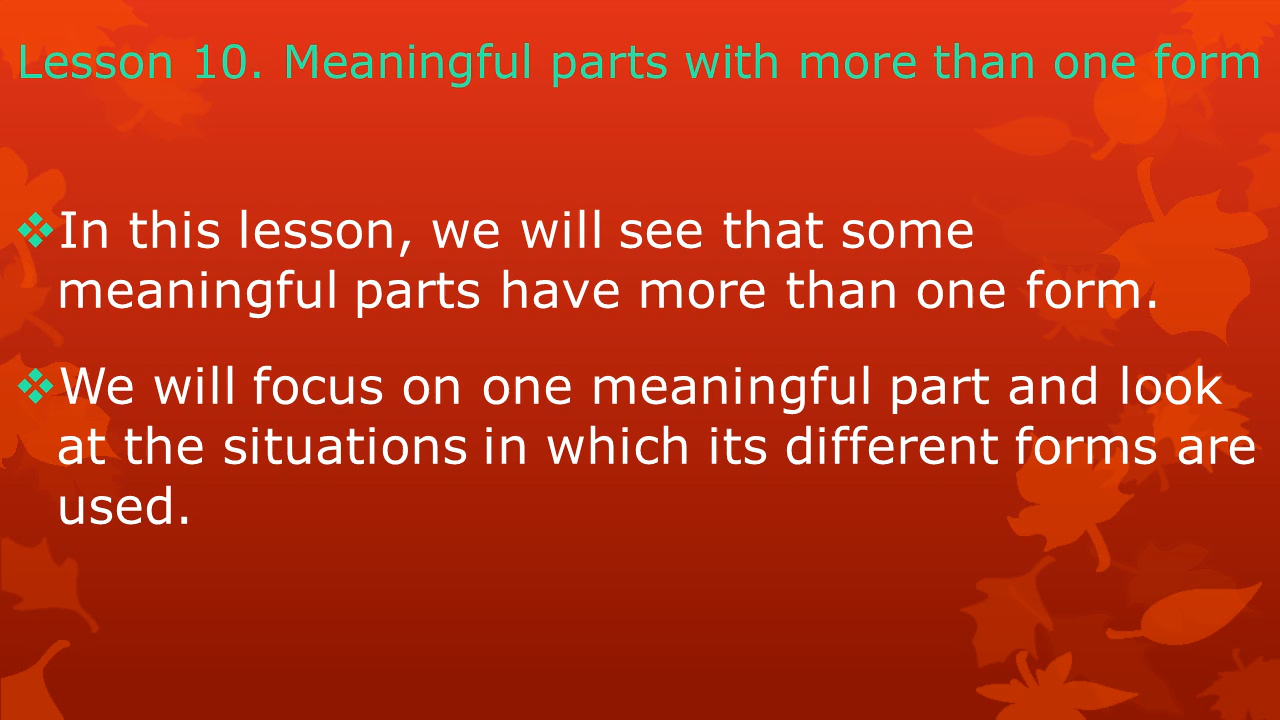 Lesson 10. Meaningful parts with more than one form
❖In this lesson, we will see that some
meaningful parts have more than one form.
❖We will focus on one meaningful part and look
at the situations in which its different forms are
used.